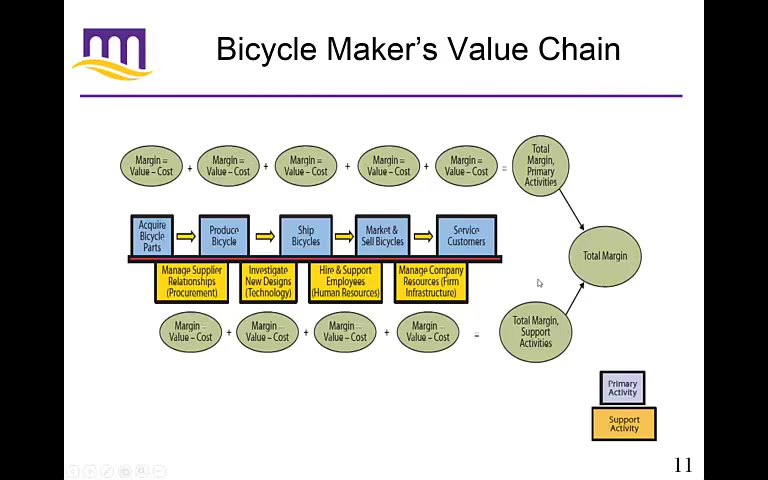 Bicycle Maker's Value Chain
Margin =
Value – Cost
+
Margin =
Value – Cost
+
Margin =
Value – Cost
+
Margin =
Value – Cost
+
Margin =
Value – Cost
=
Total
Margin,
Primary
Activities
Acquire
Bicycle
Parts
Produce
Bicycle
Ship
Bicycles
Market &
Sell Bicycles
Service
Customers
Total Margin
Manage Supplier
Relationships
(Procurement)
Investigate
New Designs
(Technology)
Hire & Support
Employees
(Human Resources)
Manage Company
Resources (Firm
Infrastructure)
Margin =
Value – Cost
+
Margin =
Value – Cost
+
Margin =
Value – Cost
+
Margin =
Value – Cost
=
Total Margin,
Support
Activities
Primary
Activity
Support
Activity
11